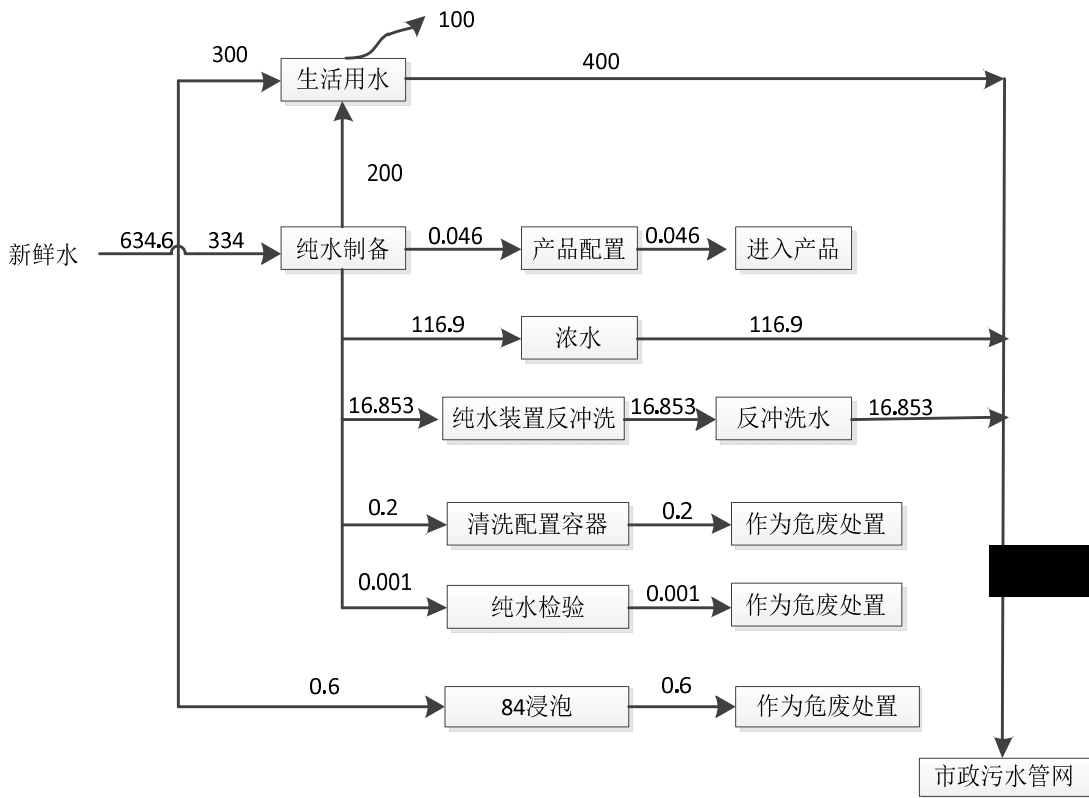 100
300
生活用水
400
200
新鲜水
634.6
334
纯水制备
0.046
产品配置
0.046
进入产品
116.9
浓水
116.9
16.853
纯水装置反冲洗
16.853
反冲洗水
16.853
0.2
清洗配置容器
0.2
作为危废处置
0.001
纯水检验
0.001
作为危废处置
0.6
84浸泡
0.6
作为危废处置
市政污水管网